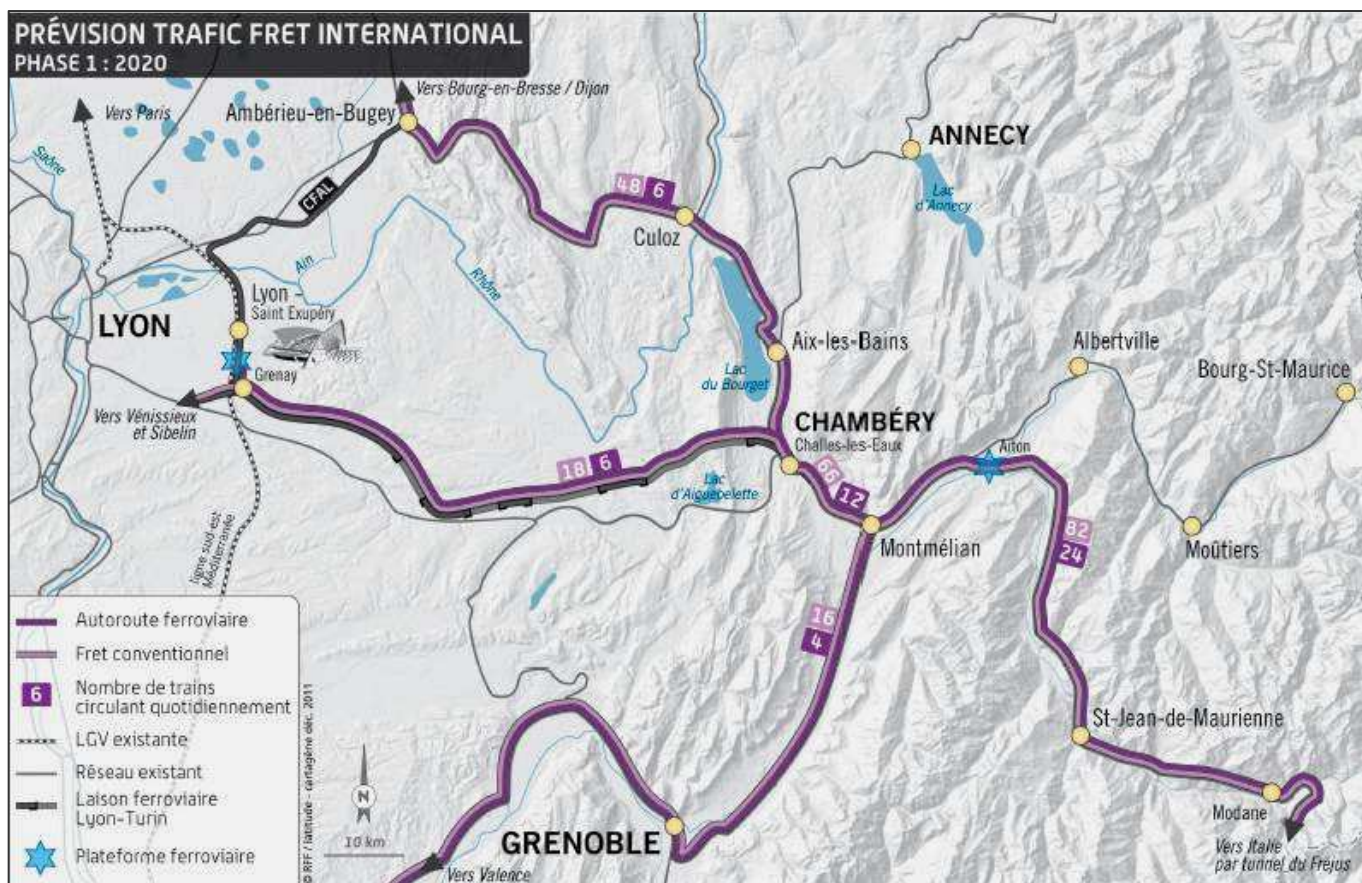 PRÉVISION TRAFIC FRET INTERNATIONAL
PHASE 1 : 2020
Vers Bourg-en-Bresse / Dijon
Vers Paris
Ambérieu-en-Bugey
ANNECY
Saône
CFAL
48 6
Lac
d'Annecy
Culoz
Ain
Rhône
Lyon -
Saint Exupéry
LYON
Aix-les-Bains
Albertville
Bourg-St-Maurice
Grenay
Lac
du Bourget
Vers Vénissieux
et Sibelin
CHAMBÉRY
Challes-les-Eaux
Aiton
18 6
66 12
Lac
d'Aiguebelette
Montmélian
82
24
Moûtiers
ligne sud-est
Méditerranée
16
4
Autoroute ferroviaire
Fret conventionnel
6 Nombre de trains
circulant quotidiennement
LGV existante
Réseau existant
Laison ferroviaire
Lyon-Turin
Plateforme ferroviaire
© RFF / latitude - cartagène déc. 2011
N
10 km
St-Jean-de-Maurienne
Modane
GRENOBLE
Vers Valence
Vers Italie
par tunnel du Fréjus